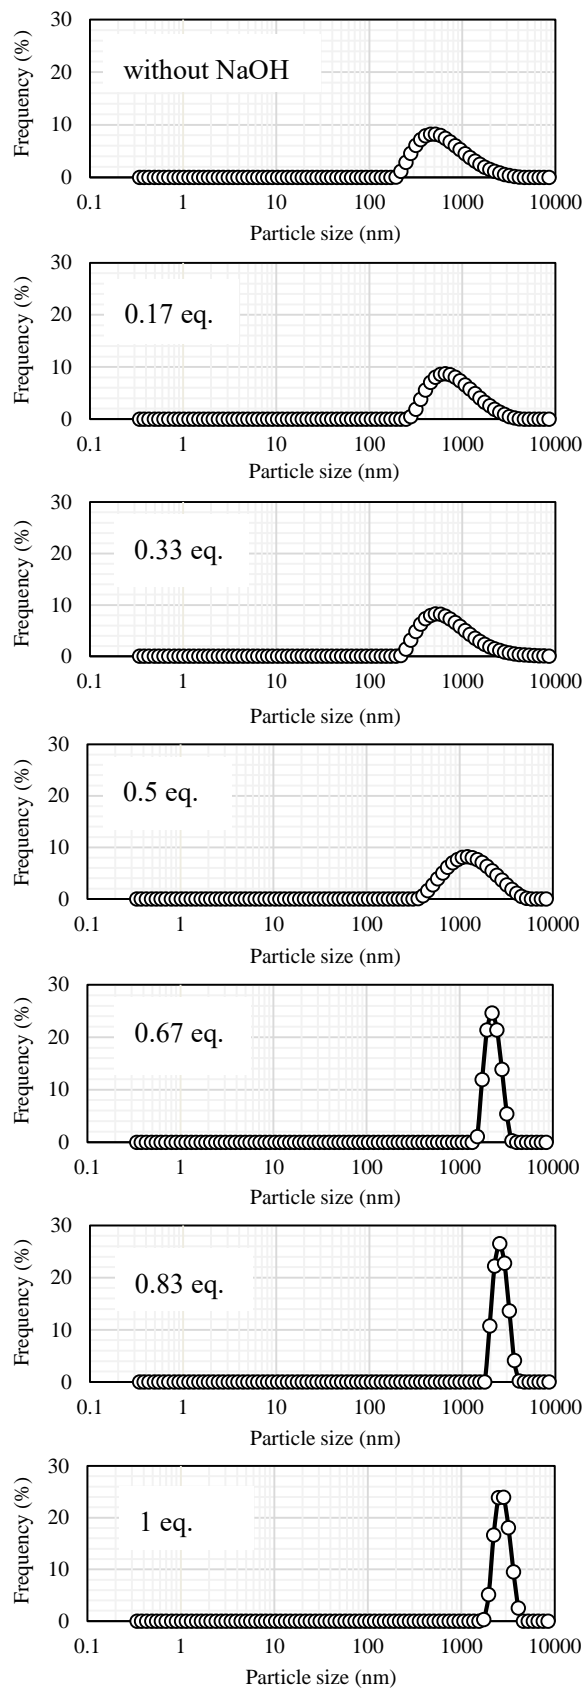 Frequency (%)
30
20
10
0
without NaOH
0.1 1 10 100 1000 10000
Particle size (nm)
Frequency (%)
30
20
10
0
0.17 eq.
0.1 1 10 100 1000 10000
Particle size (nm)
Frequency (%)
30
20
10
0
0.33 eq.
0.1 1 10 100 1000 10000
Particle size (nm)
Frequency (%)
30
20
10
0
0.5 eq.
0.1 1 10 100 1000 10000
Particle size (nm)
Frequency (%)
30
20
10
0
0.67 eq.
0.1 1 10 100 1000 10000
Particle size (nm)
Frequency (%)
30
20
10
0
0.83 eq.
0.1 1 10 100 1000 10000
Particle size (nm)
Frequency (%)
30
20
10
0
1 eq.
0.1 1 10 100 1000 10000
Particle size (nm)